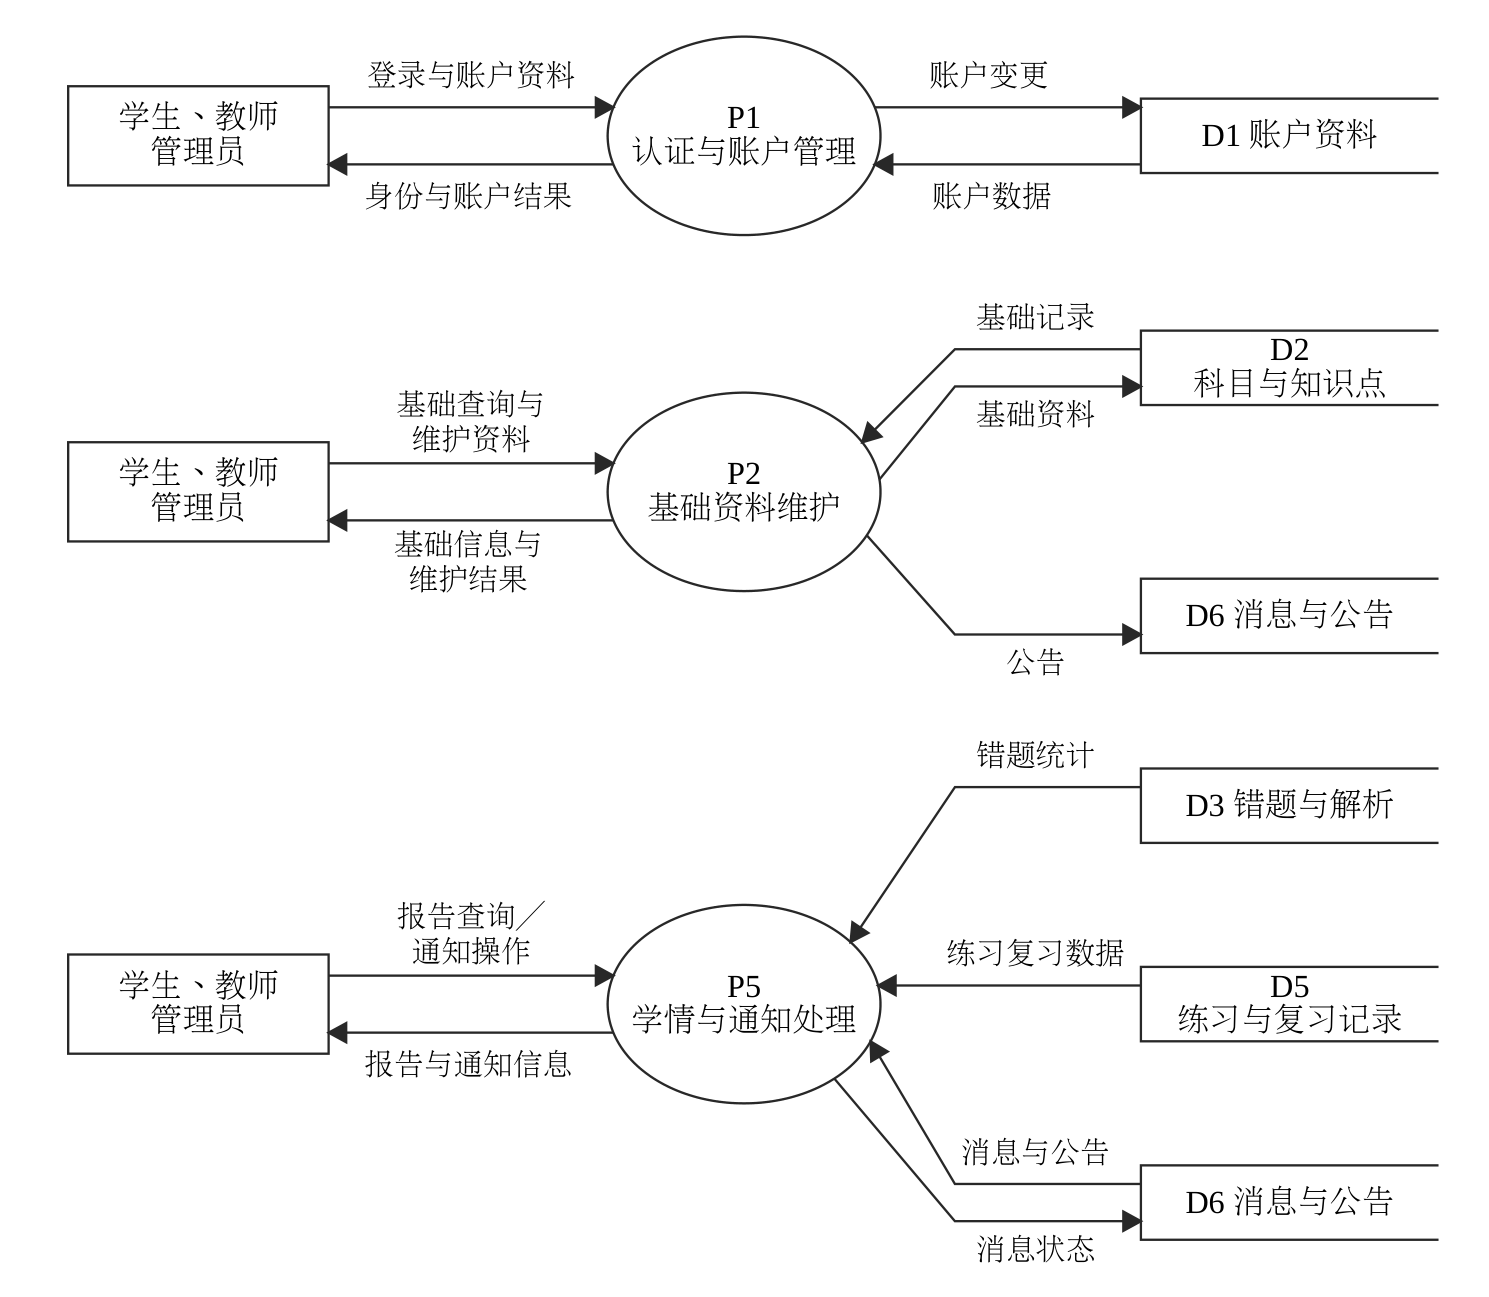 登录与账户资料
账户变更
学生、教师
管理员
P1
认证与账户管理
D1 账户资料
身份与账户结果
账户数据
基础记录
D2
科目与知识点
基础资料
基础查询与
维护资料
学生、教师
管理员
P2
基础资料维护
基础信息与
维护结果
D6 消息与公告
公告
错题统计
D3 错题与解析
报告查询／
通知操作
练习复习数据
学生、教师
管理员
P5
学情与通知处理
D5
练习与复习记录
报告与通知信息
消息与公告
D6 消息与公告
消息状态